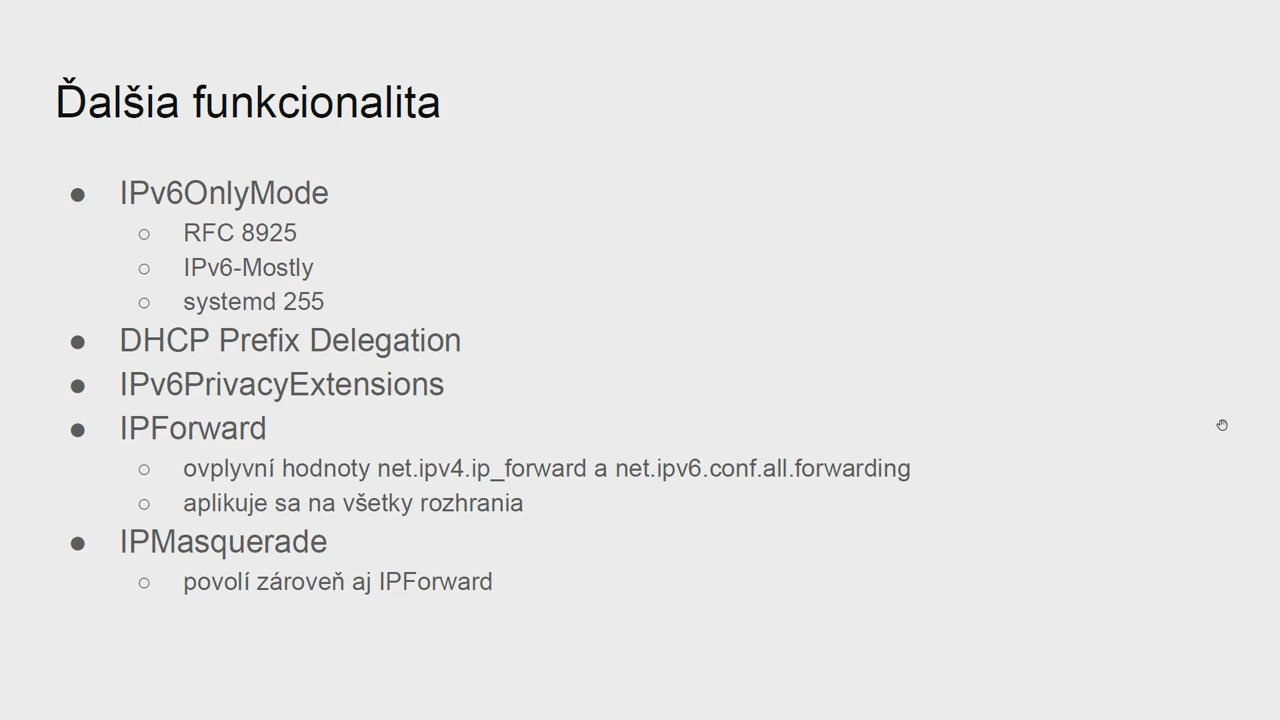 Ďalšia funkcionalita
● IPv6OnlyMode
○ RFC 8925
○ IPv6-Mostly
○ systemd 255
● DHCP Prefix Delegation
● IPv6PrivacyExtensions
● IPForward
○ ovplyvní hodnoty net.ipv4.ip_forward a net.ipv6.conf.all.forwarding
○ aplikuje sa na všetky rozhrania
● IPMasquerade
○ povolí zároveň aj IPForward